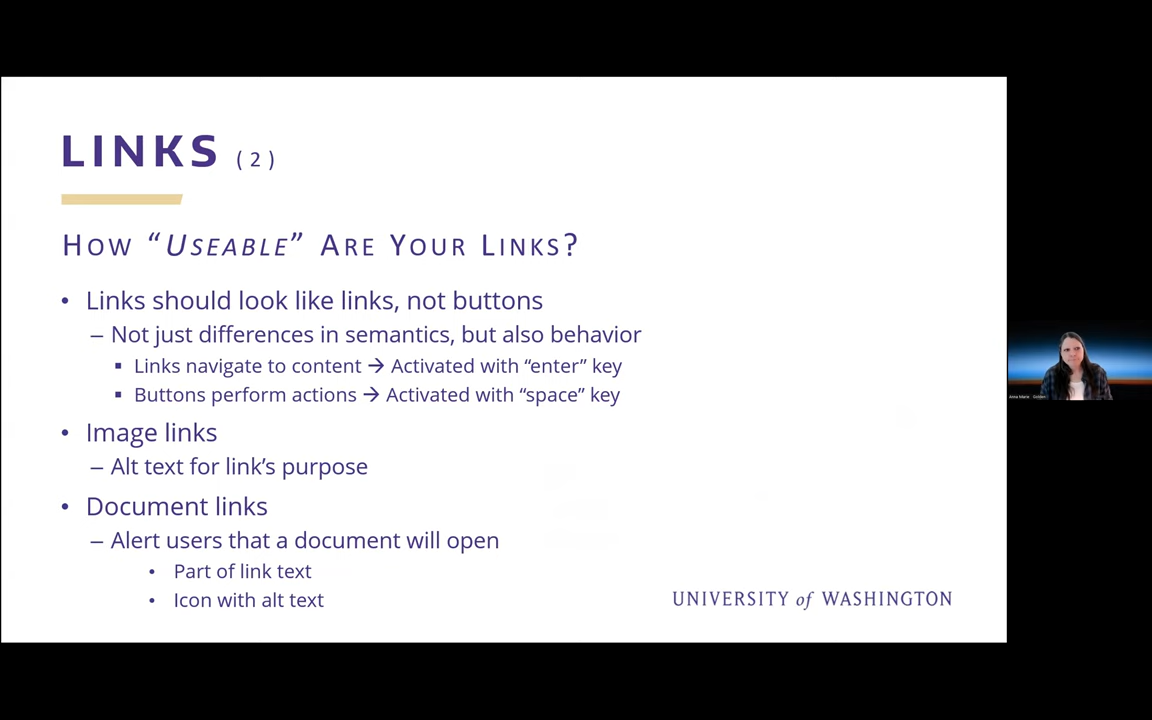 LINKS (2)
HOW “USEABLE” ARE YOUR LINKS?
• Links should look like links, not buttons
– Not just differences in semantics, but also behavior
▪ Links navigate to content → Activated with “enter” key
▪ Buttons perform actions → Activated with “space” key
• Image links
– Alt text for link’s purpose
• Document links
– Alert users that a document will open
• Part of link text
• Icon with alt text
UNIVERSITY of WASHINGTON
Anna Marie